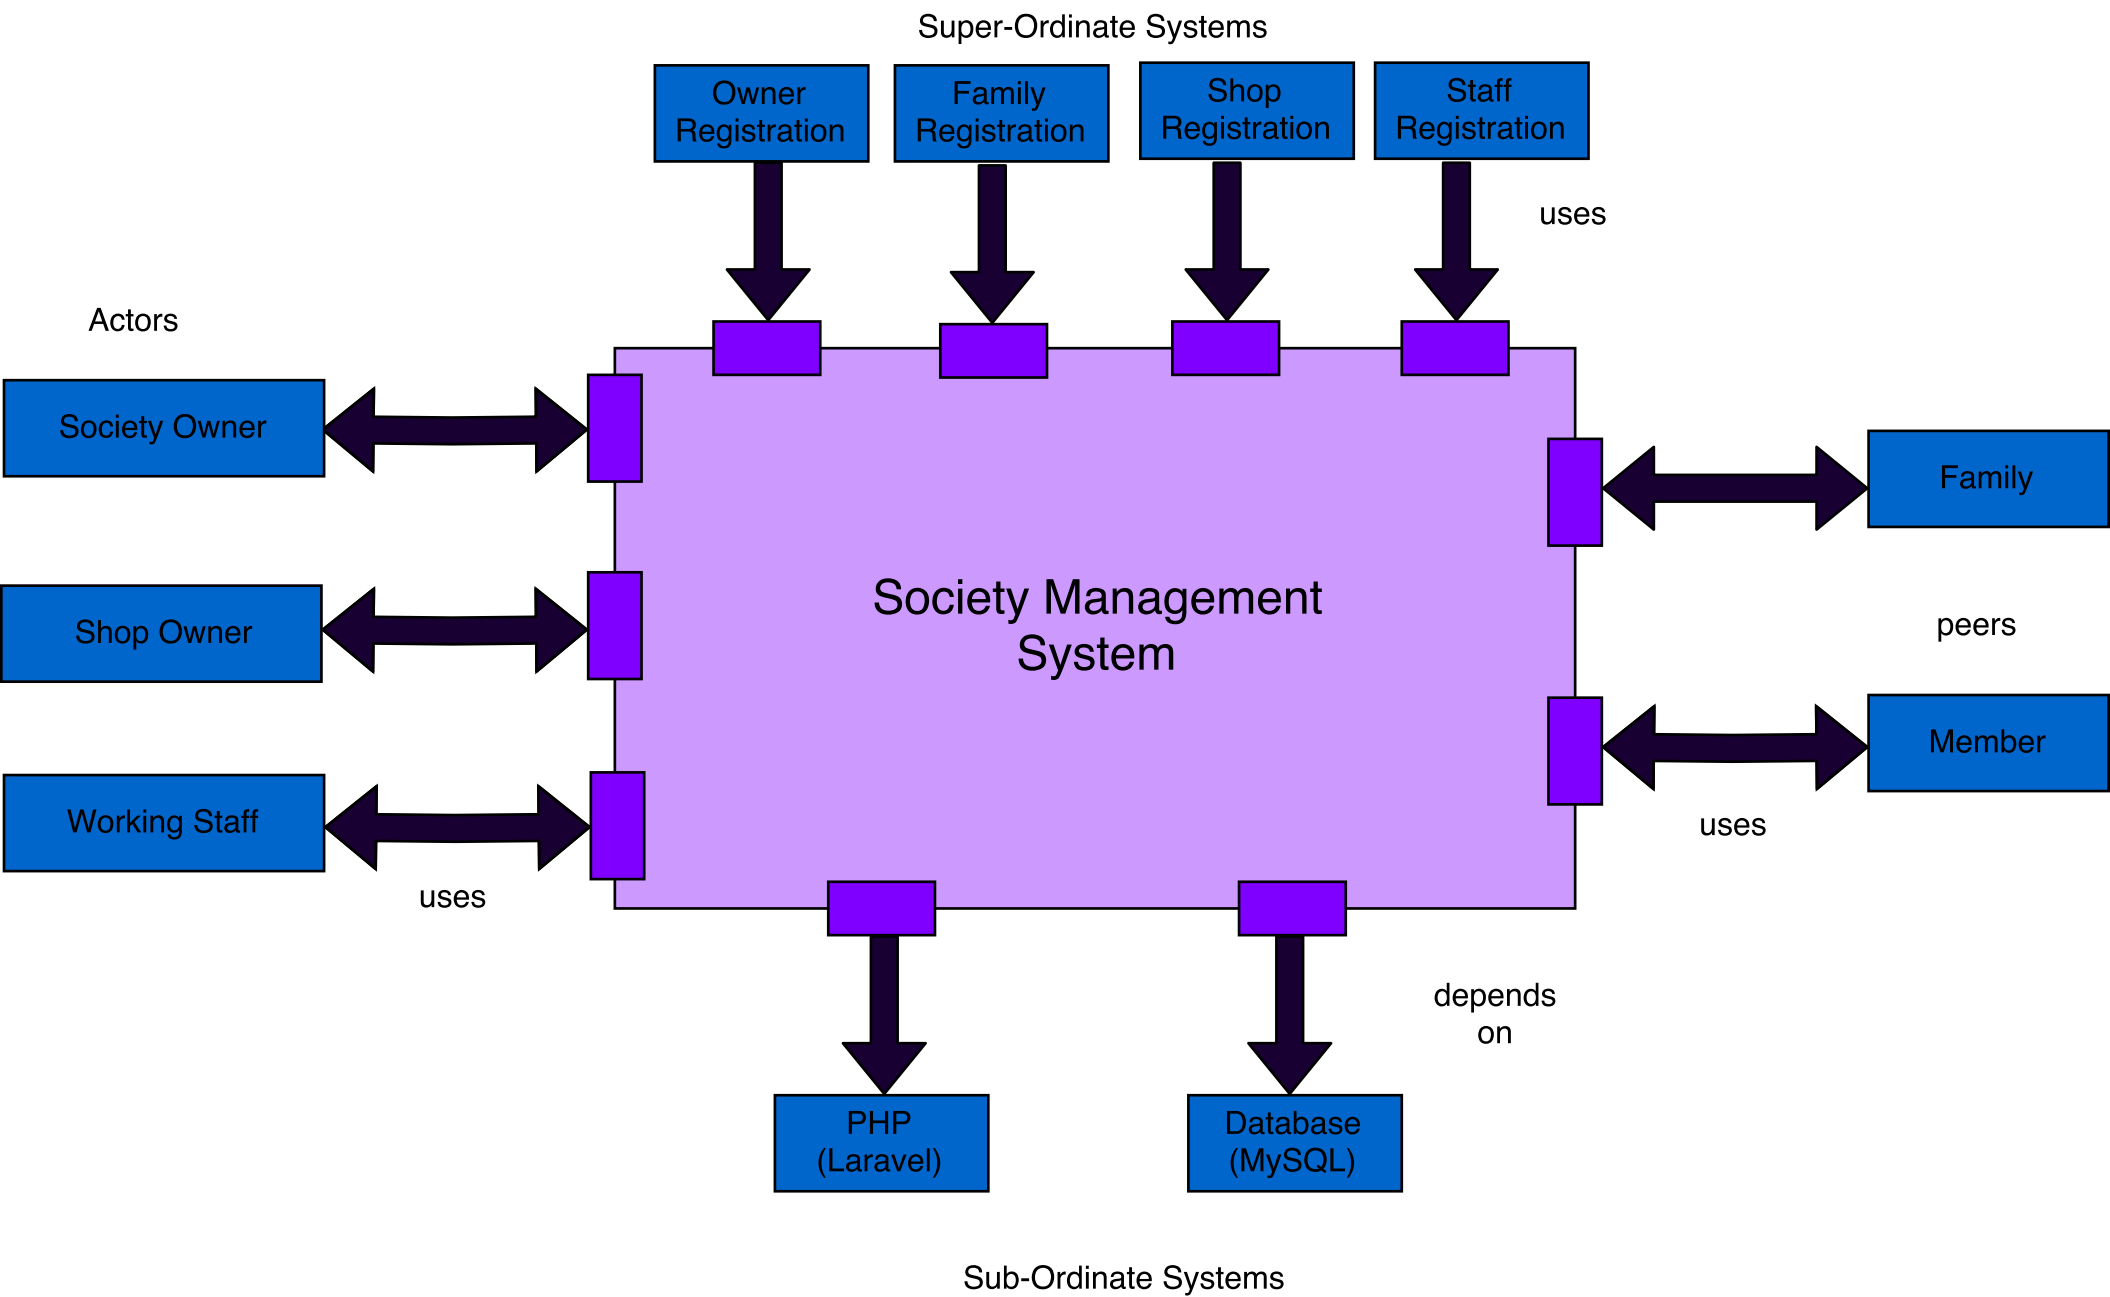 Super-Ordinate Systems
Owner
Registration
Family
Registration
Shop
Registration
Staff
Registration
uses
Actors
Society Owner
Shop Owner
Working Staff
uses
Society Management
System
Family
peers
Member
uses
depends
on
PHP
(Laravel)
Database
(MySQL)
Sub-Ordinate Systems